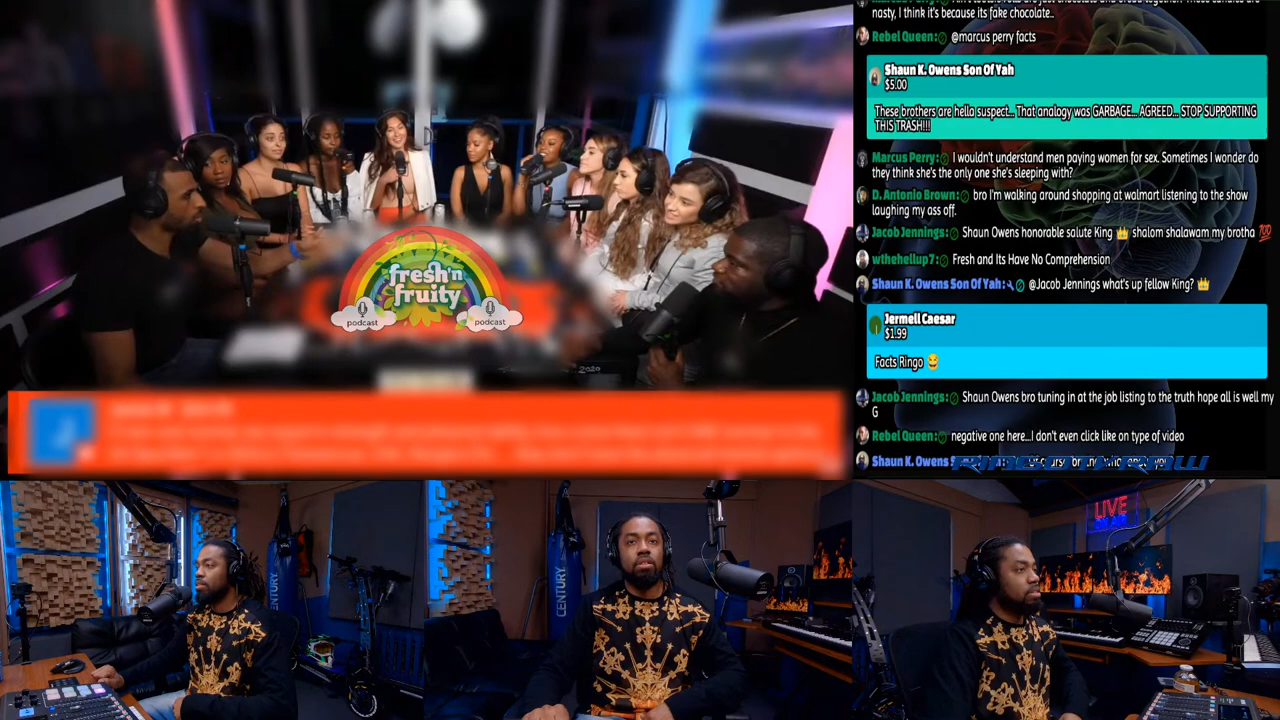 nasty, I think it's because its fake chocolate..
Rebel Queen: @marcus perry facts
Shaun K. Owens Son Of Yah
$5.00
These brothers are hella suspect... That analogy was GARBAGE... AGREED... STOP SUPPORTING
THIS TRASH!!!
Marcus Perry: I wouldn't understand men paying women for sex. Sometimes I wonder do
they think she's the only one she's sleeping with?
D. Antonio Brown: bro I'm walking around shopping at walmart listening to the show
laughing my ass off.
Jacob Jennings: Shaun Owens honorable salute King 👑 shalom shalawam my brotha 💯
wthehellup7: Fresh and Its Have No Comprehension
Shaun K. Owens Son Of Yah: @Jacob Jennings what's up fellow King? 👑
Jermell Caesar
$1.99
Facts Ringo 😂
Jacob Jennings: Shaun Owens bro tuning in at the job listing to the truth hope all is well my
G
Rebel Queen: negative one here...I don't even click like on type of video
Shaun K. Owens
fresh'n
fruity
podcast
podcast
2020
CENTURY
CENTURY
LIVE
ON AIR